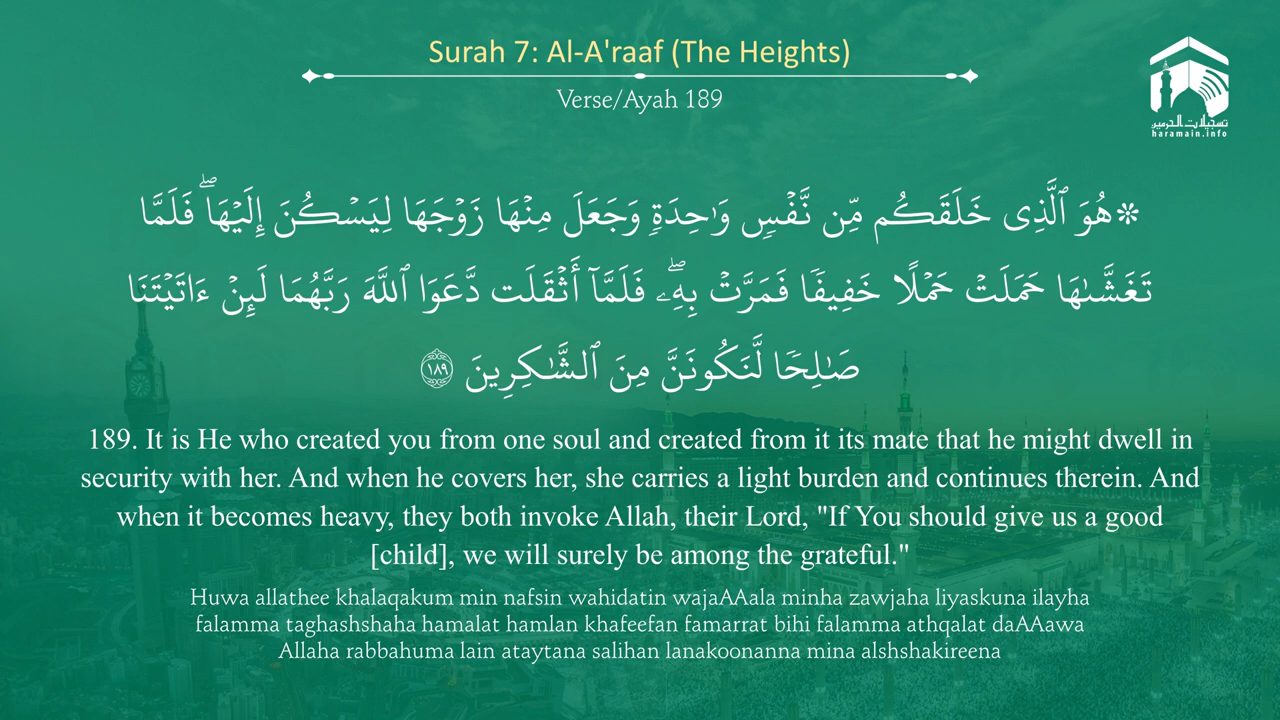 Surah 7: Al-A'raaf (The Heights)
Verse/Ayah 189
تسجيلات الحرمين
haramain.info
۞هُوَ ٱلَّذِى خَلَقَكُم مِّن نَّفْسٍ وَٰحِدَةٍ وَجَعَلَ مِنْهَا زَوْجَهَا لِيَسْكُنَ إِلَيْهَا ۖ فَلَمَّا
تَغَشَّىٰهَا حَمَلَتْ حَمْلًا خَفِيفًا فَمَرَّتْ بِهِۦ ۖ فَلَمَّآ أَثْقَلَت دَّعَوَا ٱللَّهَ رَبَّهُمَا لَئِنْ ءَاتَيْتَنَا
صَـٰلِحًا لَّنَكُونَنَّ مِنَ ٱلشَّـٰكِرِينَ ١٨٩
189. It is He who created you from one soul and created from it its mate that he might dwell in
security with her. And when he covers her, she carries a light burden and continues therein. And
when it becomes heavy, they both invoke Allah, their Lord, "If You should give us a good
[child], we will surely be among the grateful."
Huwa allathee khalaqakum min nafsin wahidatin wajaAAala minha zawjaha liyaskuna ilayha
falamma taghashshaha hamalat hamlan khafeefan famarrat bihi falamma athqalat daAAawa
Allaha rabbahuma lain ataytana salihan lanakoonanna mina alshshakireena